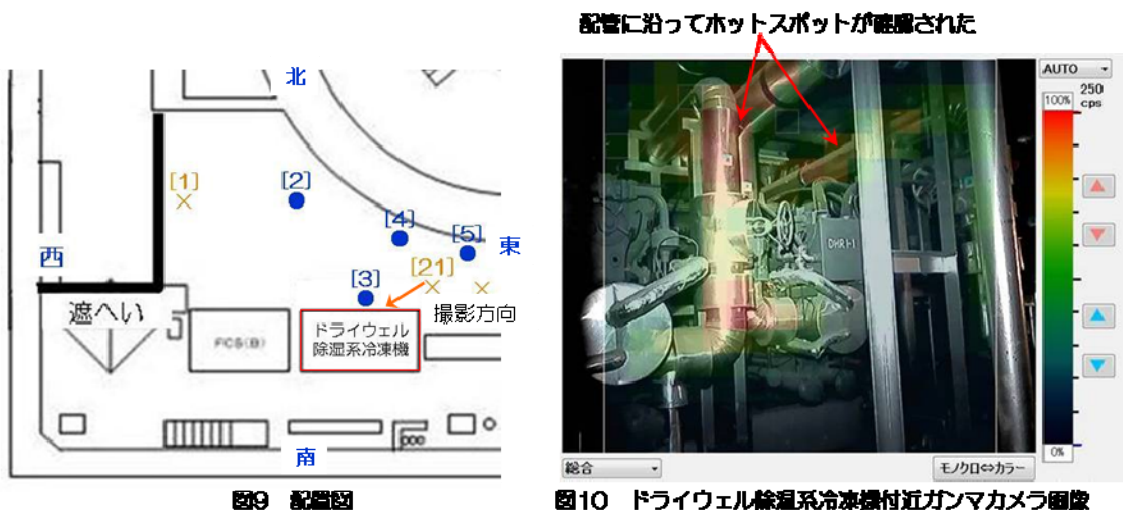 配管に沿ってホットスポットが確認された
北
[1]
[2]
[4]
[5]
東
西
[3]
[21]
撮影方向
遮へい
FCS(B)
ドライウェル
除湿系冷凍機
南
図9 配置図
AUTO
100%
250
cps
DHR1-1
0%
総合
モノクロ⇔カラー
図10 ドライウェル除湿系冷凍機付近ガンマカメラ画像